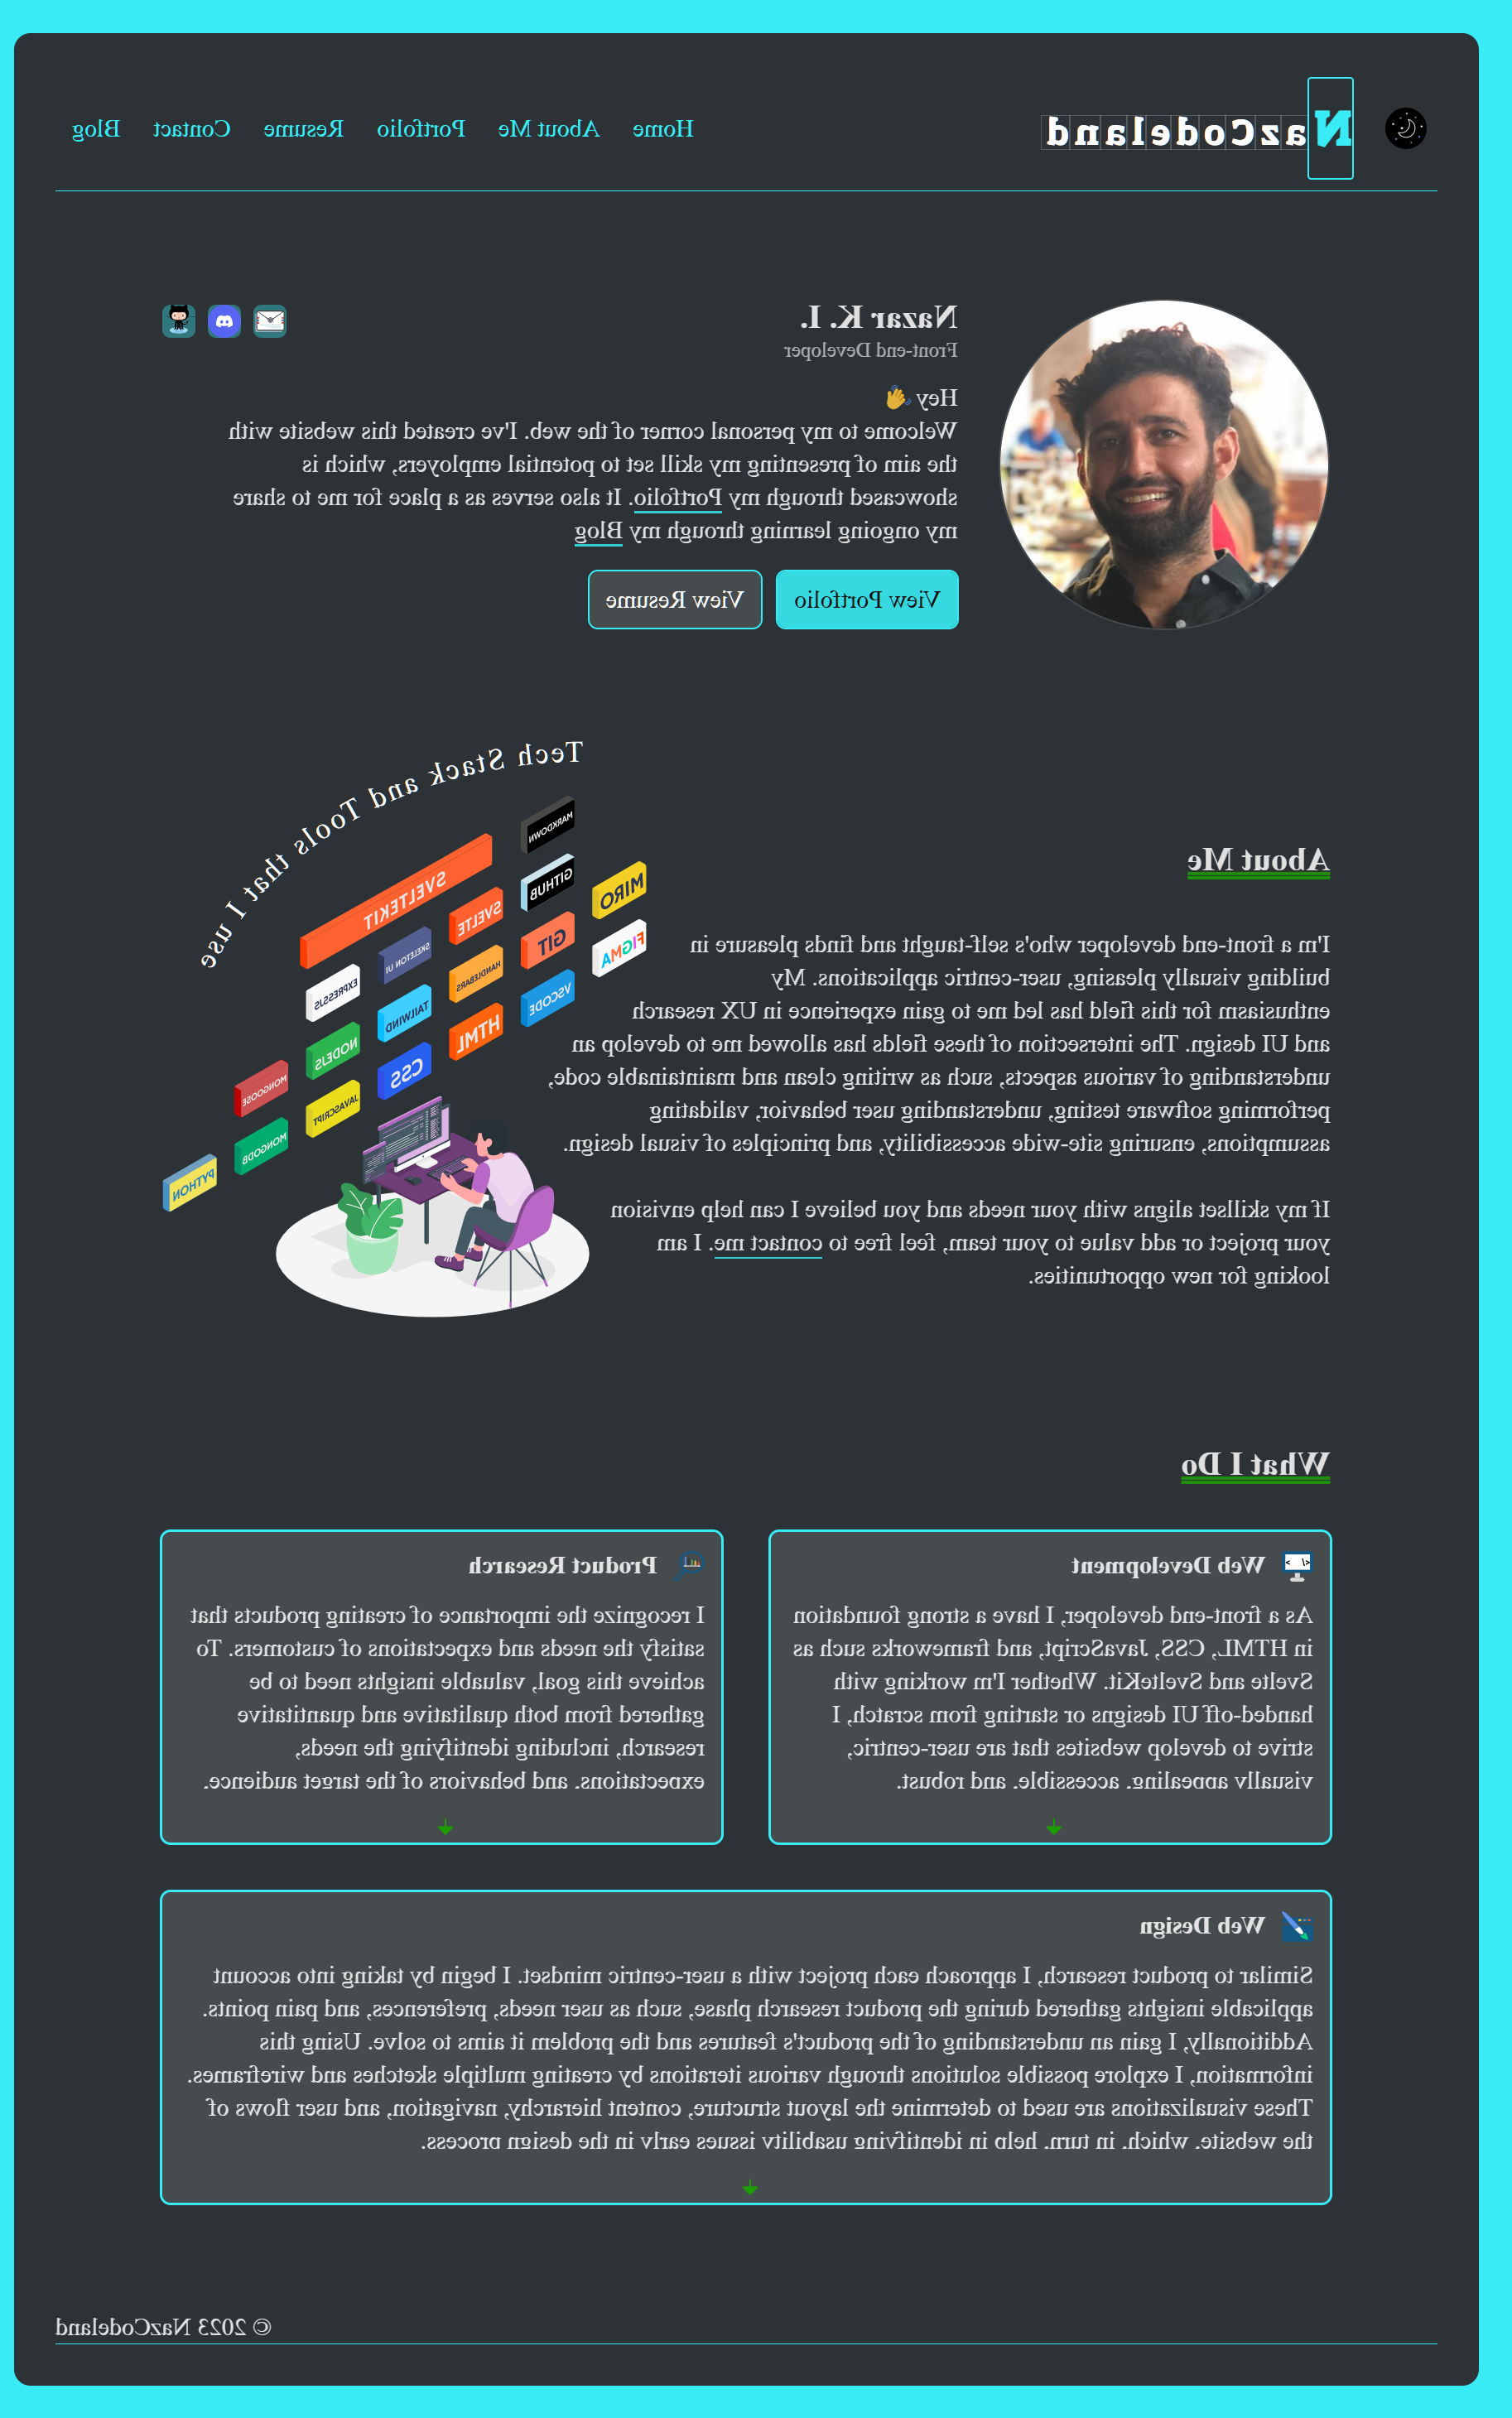 NazCodeland
Home About Me Portfolio Resume Contact Blog
Nazar K. I.
Front-end Developer
Hey 👋
Welcome to my personal corner of the web. I've created this website with
the aim of presenting my skill set to potential employers, which is
showcased through my Portfolio. It also serves as a place for me to share
my ongoing learning through my Blog
View Portfolio
View Resume
About Me
I'm a front-end developer who's self-taught and finds pleasure in
building visually pleasing, user-centric applications. My
enthusiasm for this field has led me to gain experience in UX research
and UI design. The intersection of these fields has allowed me to develop an
understanding of various aspects, such as writing clean and maintainable code,
performing software testing, understanding user behavior, validating
assumptions, ensuring site-wide accessibility, and principles of visual design.
If my skillset aligns with your needs and you believe I can help envision
your project or add value to your team, feel free to contact me. I am
looking for new opportunities.
Tech Stack and Tools that I use
MARKDOWN
MIRO
GITHUB
SVELTEKIT
FIGMA
GIT
SVELTE
SKELETON UI
EXPRESSJS
VSCODE
HANDLEBARS
TAILWIND
NODEJS
MONGOOSE
HTML
CSS
JAVASCRIPT
MONGODB
PYTHON
What I Do
Web Development
As a front-end developer, I have a strong foundation
in HTML, CSS, JavaScript, and frameworks such as
Svelte and SvelteKit. Whether I'm working with
handed-off UI designs or starting from scratch, I
strive to develop websites that are user-centric,
visually appealing, accessible, and robust.
Product Research
I recognize the importance of creating products that
satisfy the needs and expectations of customers. To
achieve this goal, valuable insights need to be
gathered from both qualitative and quantitative
research, including identifying the needs,
expectations, and behaviors of the target audience.
Web Design
Similar to product research, I approach each project with a user-centric mindset. I begin by taking into account
applicable insights gathered during the product research phase, such as user needs, preferences, and pain points.
Additionally, I gain an understanding of the product's features and the problem it aims to solve. Using this
information, I explore possible solutions through various iterations by creating multiple sketches and wireframes.
These visualizations are used to determine the layout structure, content hierarchy, navigation, and user flows of
the website, which, in turn, help in identifying usability issues early in the design process.
© 2023 NazCodeland